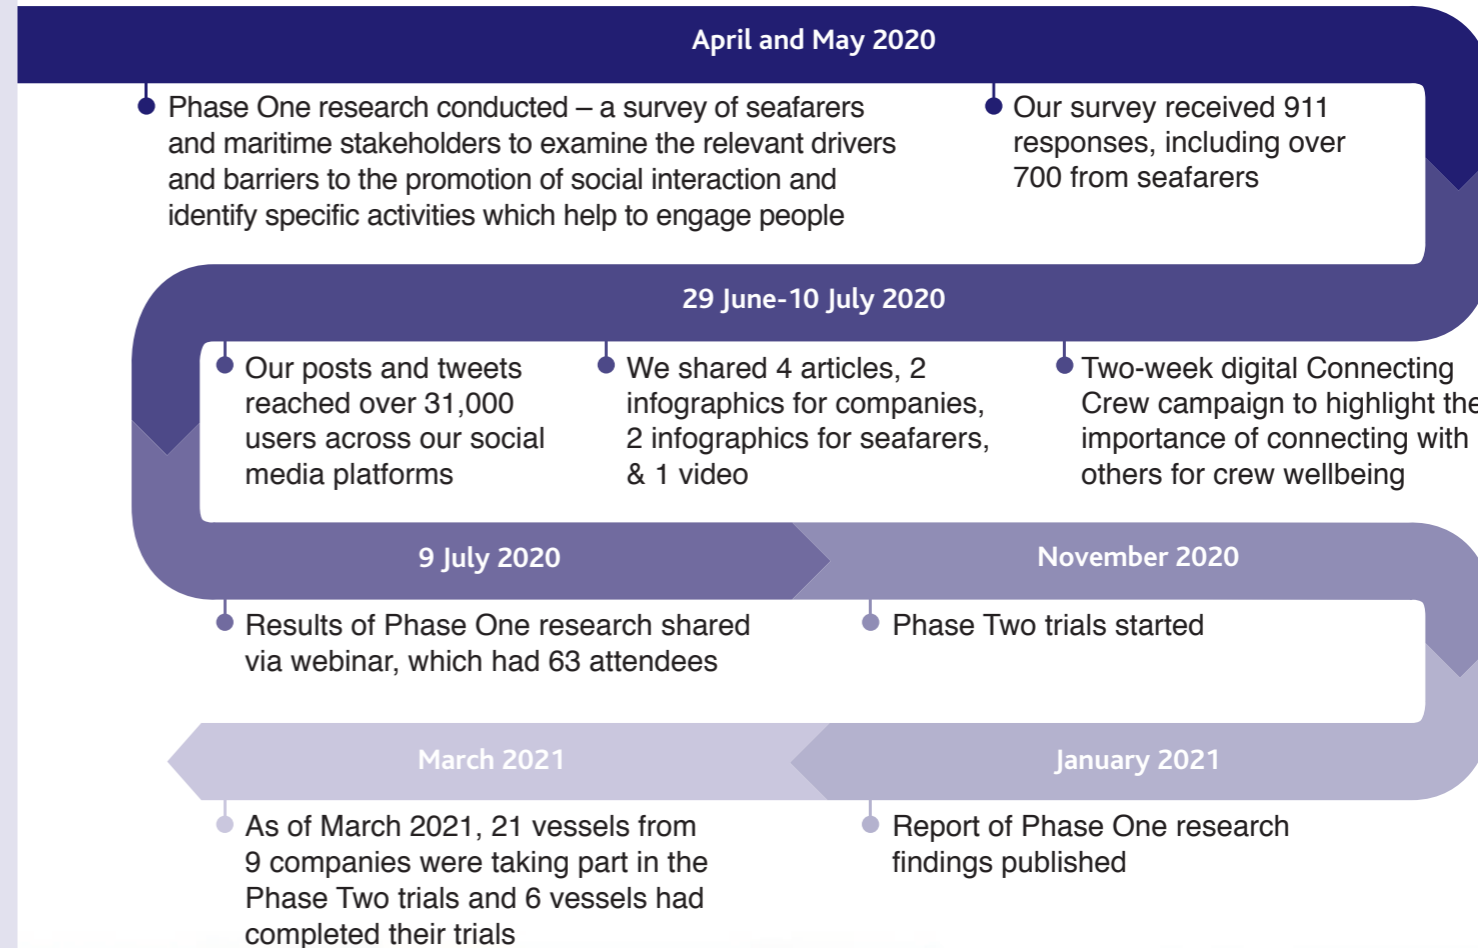 April and May 2020
Phase One research conducted – a survey of seafarers
and maritime stakeholders to examine the relevant drivers
and barriers to the promotion of social interaction and
identify specific activities which help to engage people
Our survey received 911
responses, including over
700 from seafarers
29 June-10 July 2020
Our posts and tweets
reached over 31,000
users across our social
media platforms
We shared 4 articles, 2
infographics for companies,
2 infographics for seafarers,
& 1 video
Two-week digital Connecting
Crew campaign to highlight the
importance of connecting with
others for crew wellbeing
9 July 2020
Results of Phase One research shared
via webinar, which had 63 attendees
November 2020
Phase Two trials started
March 2021
As of March 2021, 21 vessels from
9 companies were taking part in the
Phase Two trials and 6 vessels had
completed their trials
January 2021
Report of Phase One research
findings published